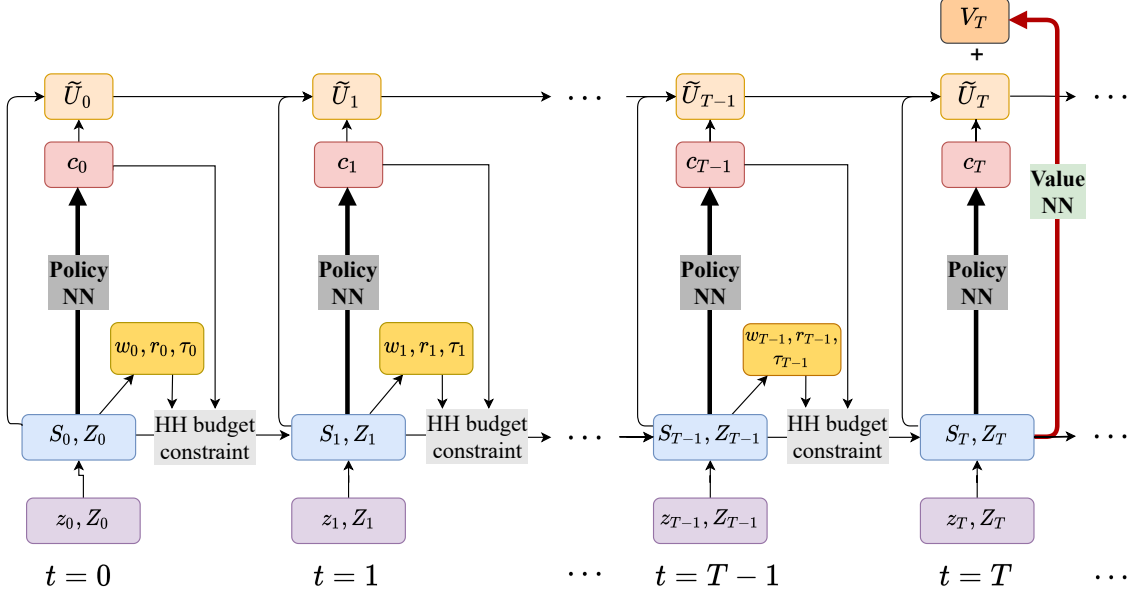 V_T
+
Ũ_0 Ũ_1 ··· Ũ_{T−1} Ũ_T ···
c_0 c_1 c_{T−1} c_T
Value
NN
Policy
NN
Policy
NN
Policy
NN
Policy
NN
w_0, r_0, τ_0
w_1, r_1, τ_1
w_{T−1}, r_{T−1},
τ_{T−1}
S_0, Z_0
HH budget
constraint
S_1, Z_1
HH budget
constraint
···
S_{T−1}, Z_{T−1}
HH budget
constraint
S_T, Z_T
···
z_0, Z_0 z_1, Z_1 z_{T−1}, Z_{T−1} z_T, Z_T
t = 0 t = 1 ··· t = T − 1 t = T ···